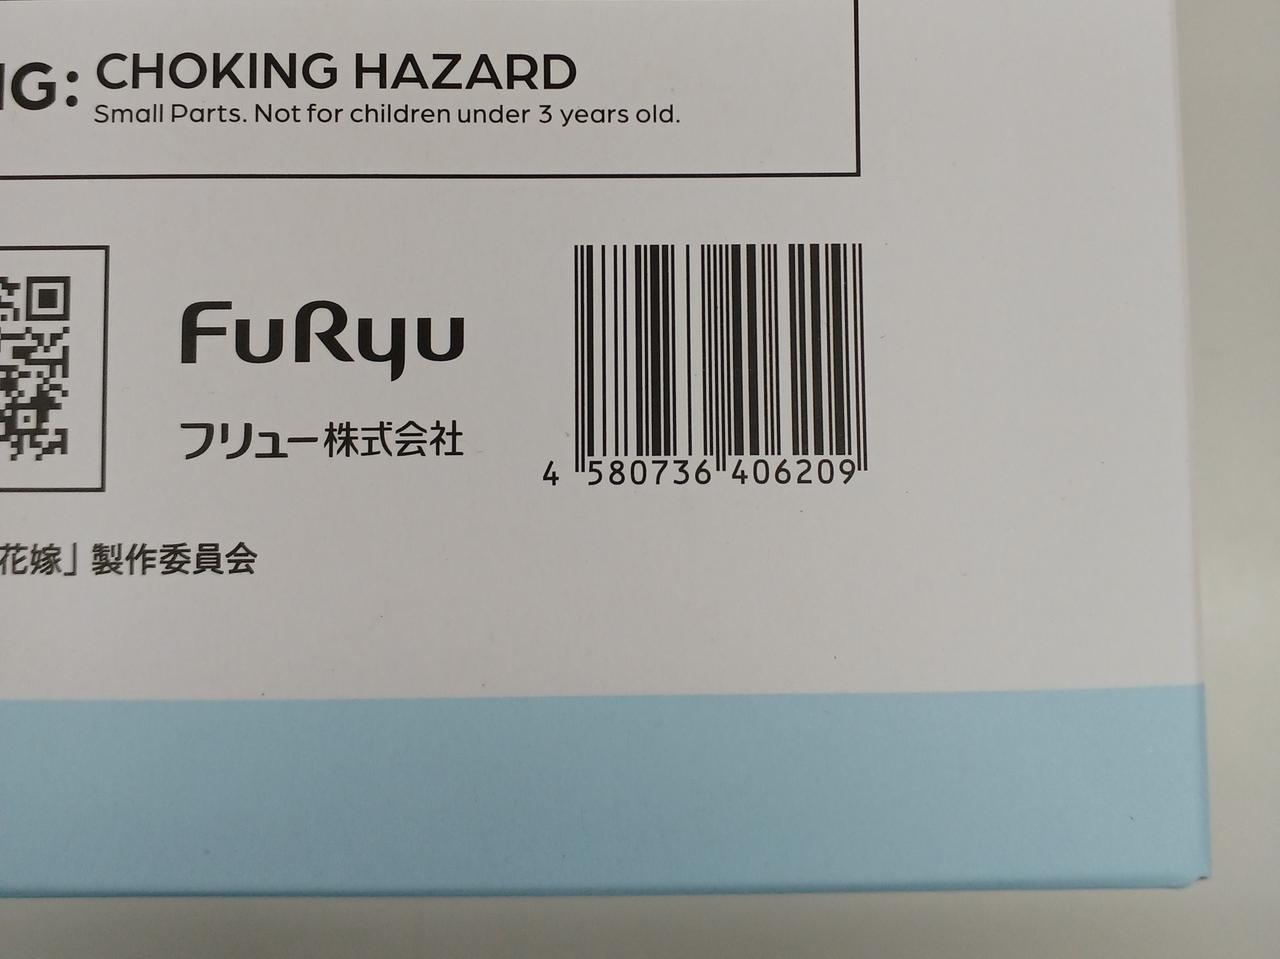 CHOKING HAZARD
Small Parts. Not for children under 3 years old.
FuRyu
フリュー株式会社
4 580736 406209
花嫁」製作委員会